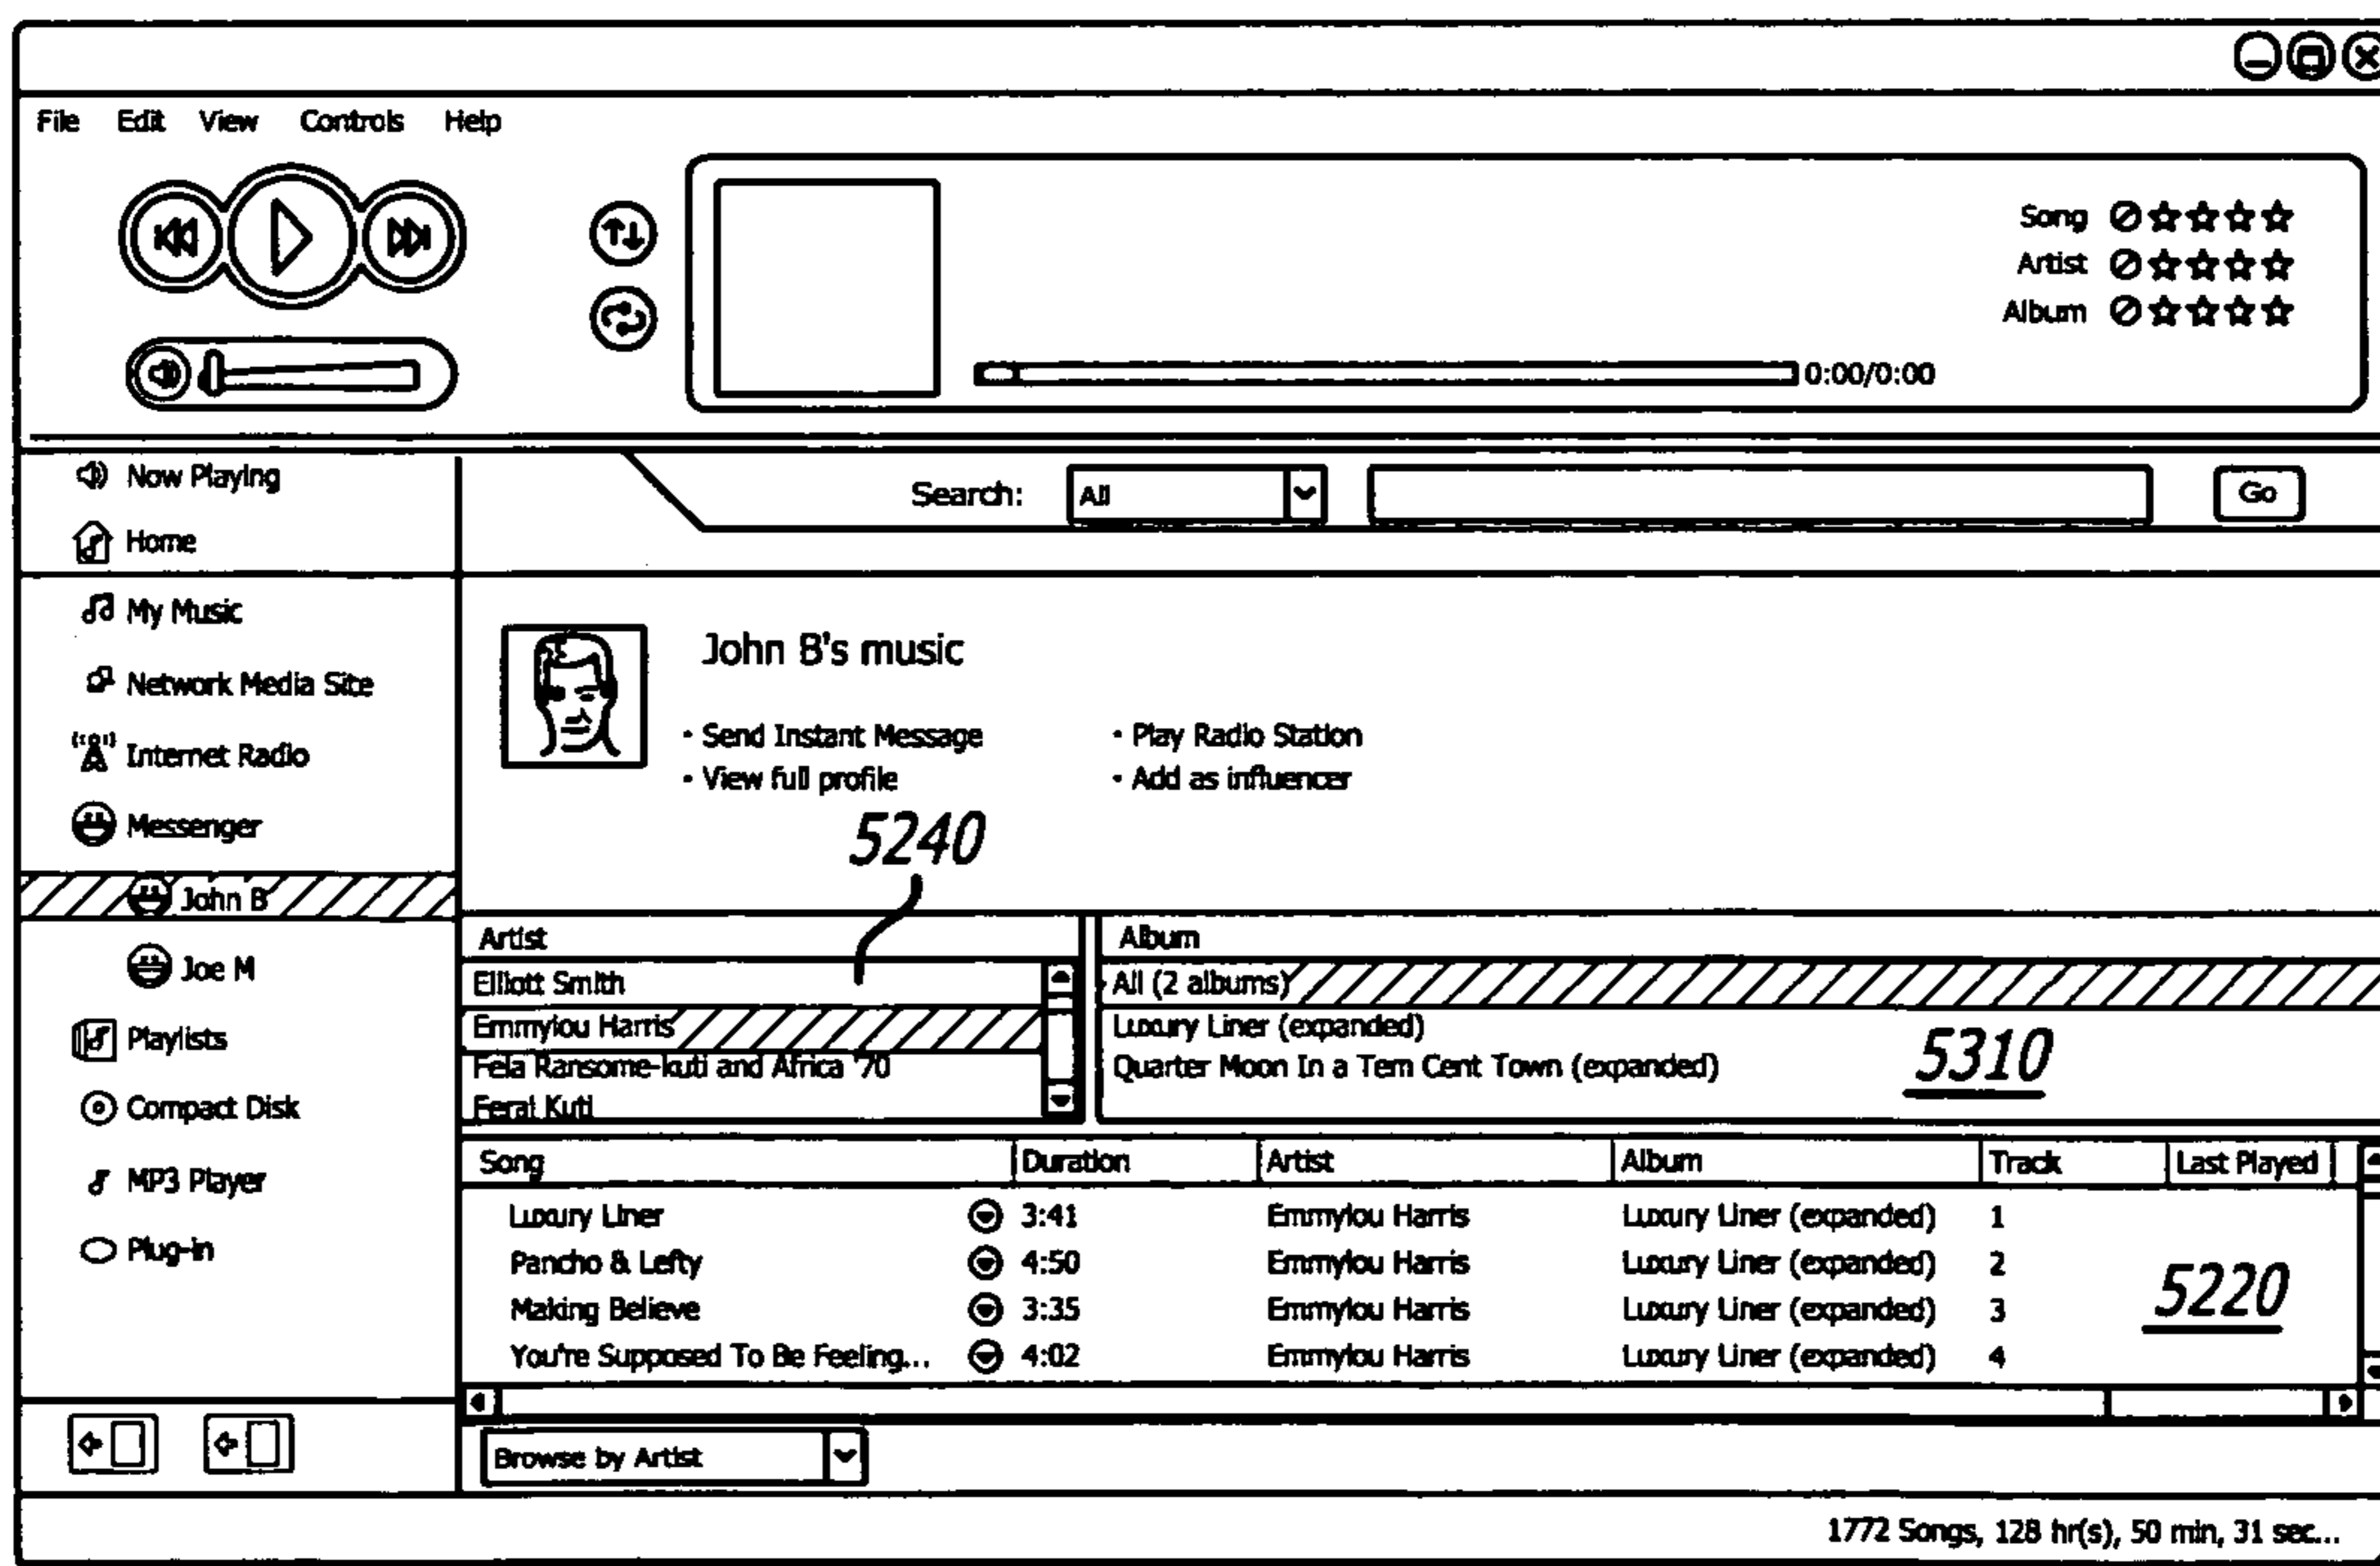 File Edit View Controls Help
Song
Artist
Album
0:00/0:00
Now Playing
Home
Search: All Go
My Music
Network Media Site
Internet Radio
Messenger
John B
Joe M
Playlists
Compact Disk
MP3 Player
Plug-in
John B's music
· Send Instant Message · Play Radio Station
· View full profile · Add as influencer
5240
Artist Album
Elliott Smith All (2 albums)
Emmylou Harris Luxury Liner (expanded)
Fela Ransome-kuti and Africa '70 Quarter Moon In a Tem Cent Town (expanded)
Feral Kuti
5310
Song Duration Artist Album Track Last Played
Luxury Liner 3:41 Emmylou Harris Luxury Liner (expanded) 1
Pancho & Lefty 4:50 Emmylou Harris Luxury Liner (expanded) 2
Making Believe 3:35 Emmylou Harris Luxury Liner (expanded) 3
You're Supposed To Be Feeling... 4:02 Emmylou Harris Luxury Liner (expanded) 4
5220
Browse by Artist
1772 Songs, 128 hr(s), 50 min, 31 sec...